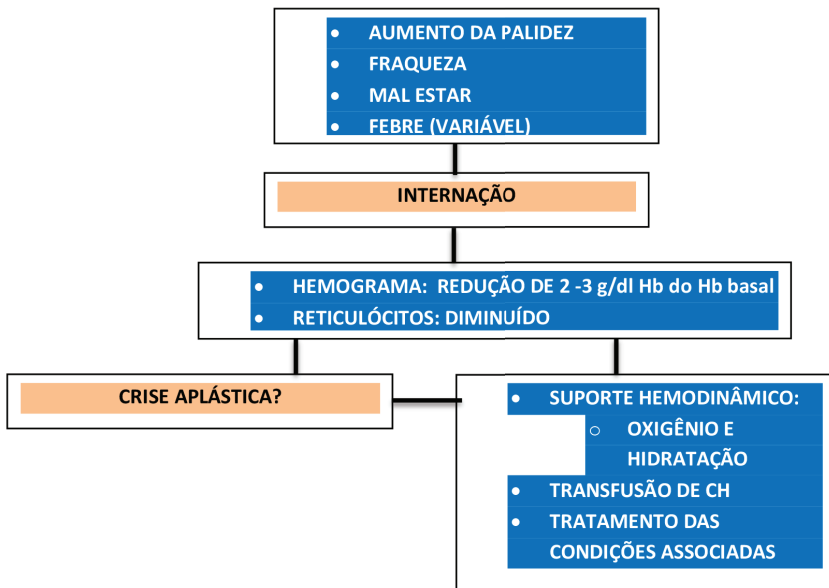 • AUMENTO DA PALIDEZ
• FRAQUEZA
• MAL ESTAR
• FEBRE (VARIÁVEL)
INTERNAÇÃO
• HEMOGRAMA: REDUÇÃO DE 2 -3 g/dl Hb do Hb basal
• RETICULÓCITOS: DIMINUÍDO
CRISE APLÁSTICA?
• SUPORTE HEMODINÂMICO:
o OXIGÊNIO E
HIDRATAÇÃO
• TRANSFUSÃO DE CH
• TRATAMENTO DAS
CONDIÇÕES ASSOCIADAS